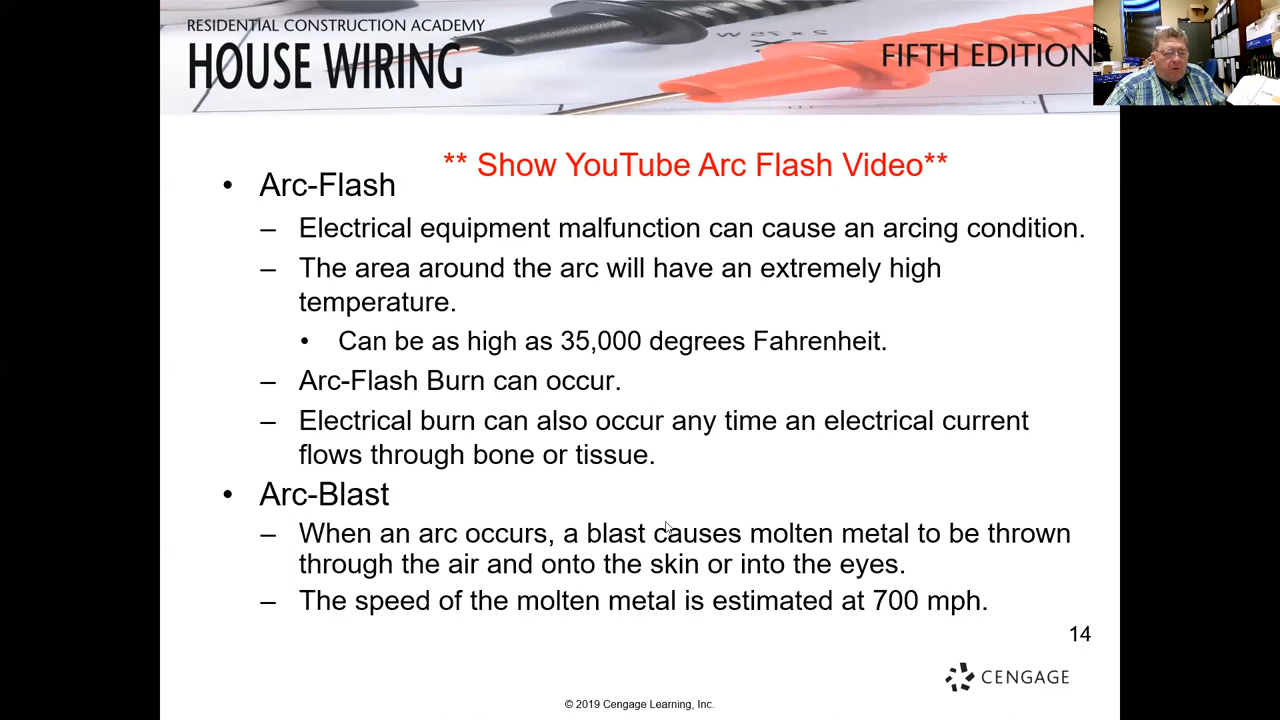 RESIDENTIAL CONSTRUCTION ACADEMY
HOUSE WIRING
FIFTH EDITION
** Show YouTube Arc Flash Video**
• Arc-Flash
– Electrical equipment malfunction can cause an arcing condition.
– The area around the arc will have an extremely high
temperature.
• Can be as high as 35,000 degrees Fahrenheit.
– Arc-Flash Burn can occur.
– Electrical burn can also occur any time an electrical current
flows through bone or tissue.
• Arc-Blast
– When an arc occurs, a blast causes molten metal to be thrown
through the air and onto the skin or into the eyes.
– The speed of the molten metal is estimated at 700 mph.
14
CENGAGE
© 2019 Cengage Learning, Inc.